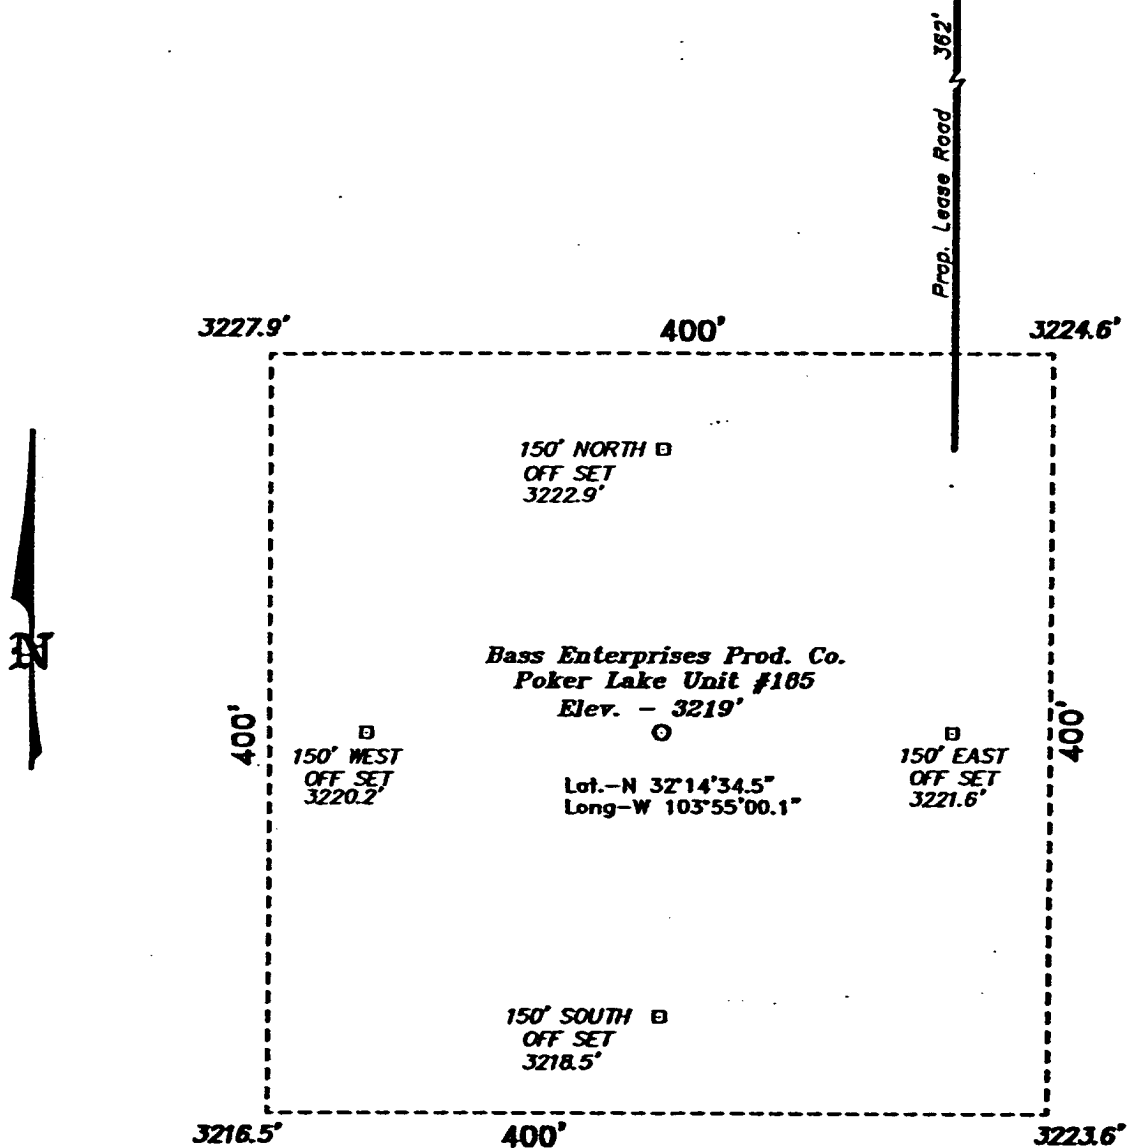 362'
Prop. Lease Road
3227.9'
400'
3224.6'
150' NORTH
OFF SET
3222.9'
N
Bass Enterprises Prod. Co.
Poker Lake Unit #185
Elev. - 3219'
400'
400'
150' WEST
OFF SET
3220.2'
150' EAST
OFF SET
3221.6'
Lat.-N 32°14'34.5"
Long-W 103°55'00.1"
150' SOUTH
OFF SET
3218.5'
3216.5'
400'
3223.6'